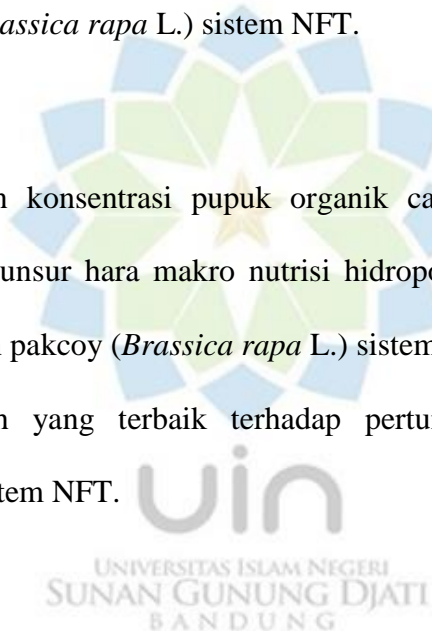 assica rapa L.) sistem NFT.
n konsentrasi pupuk organik ca
unsur hara makro nutrisi hidropo
pakcoy (Brassica rapa L.) sistem
yang terbaik terhadap pertu
tem NFT.
uin
UNIVERSITAS ISLAM NEGERI
SUNAN GUNUNG DJATI
BANDUNG